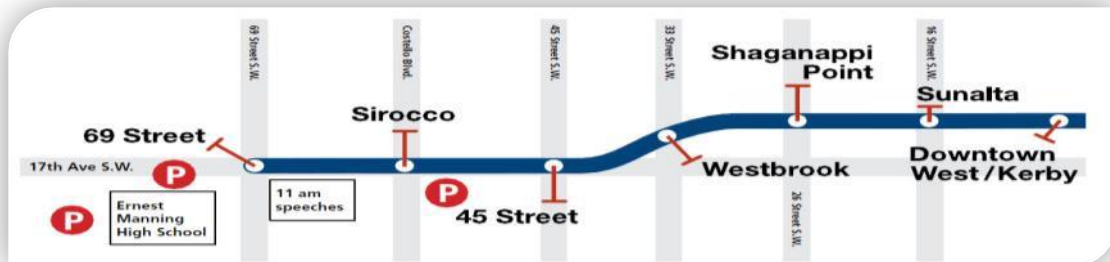 69 Street S.W.
Costello Blvd.
45 Street S.W.
33 Street S.W.
16 Street S.W.
Shaganappi
Point
Sunalta
Sirocco
69 Street
17th Ave S.W.
P
Westbrook
Downtown
West/Kerby
P
11 am
speeches
P
45 Street
26 Street S.W.
Ernest
Manning
High School